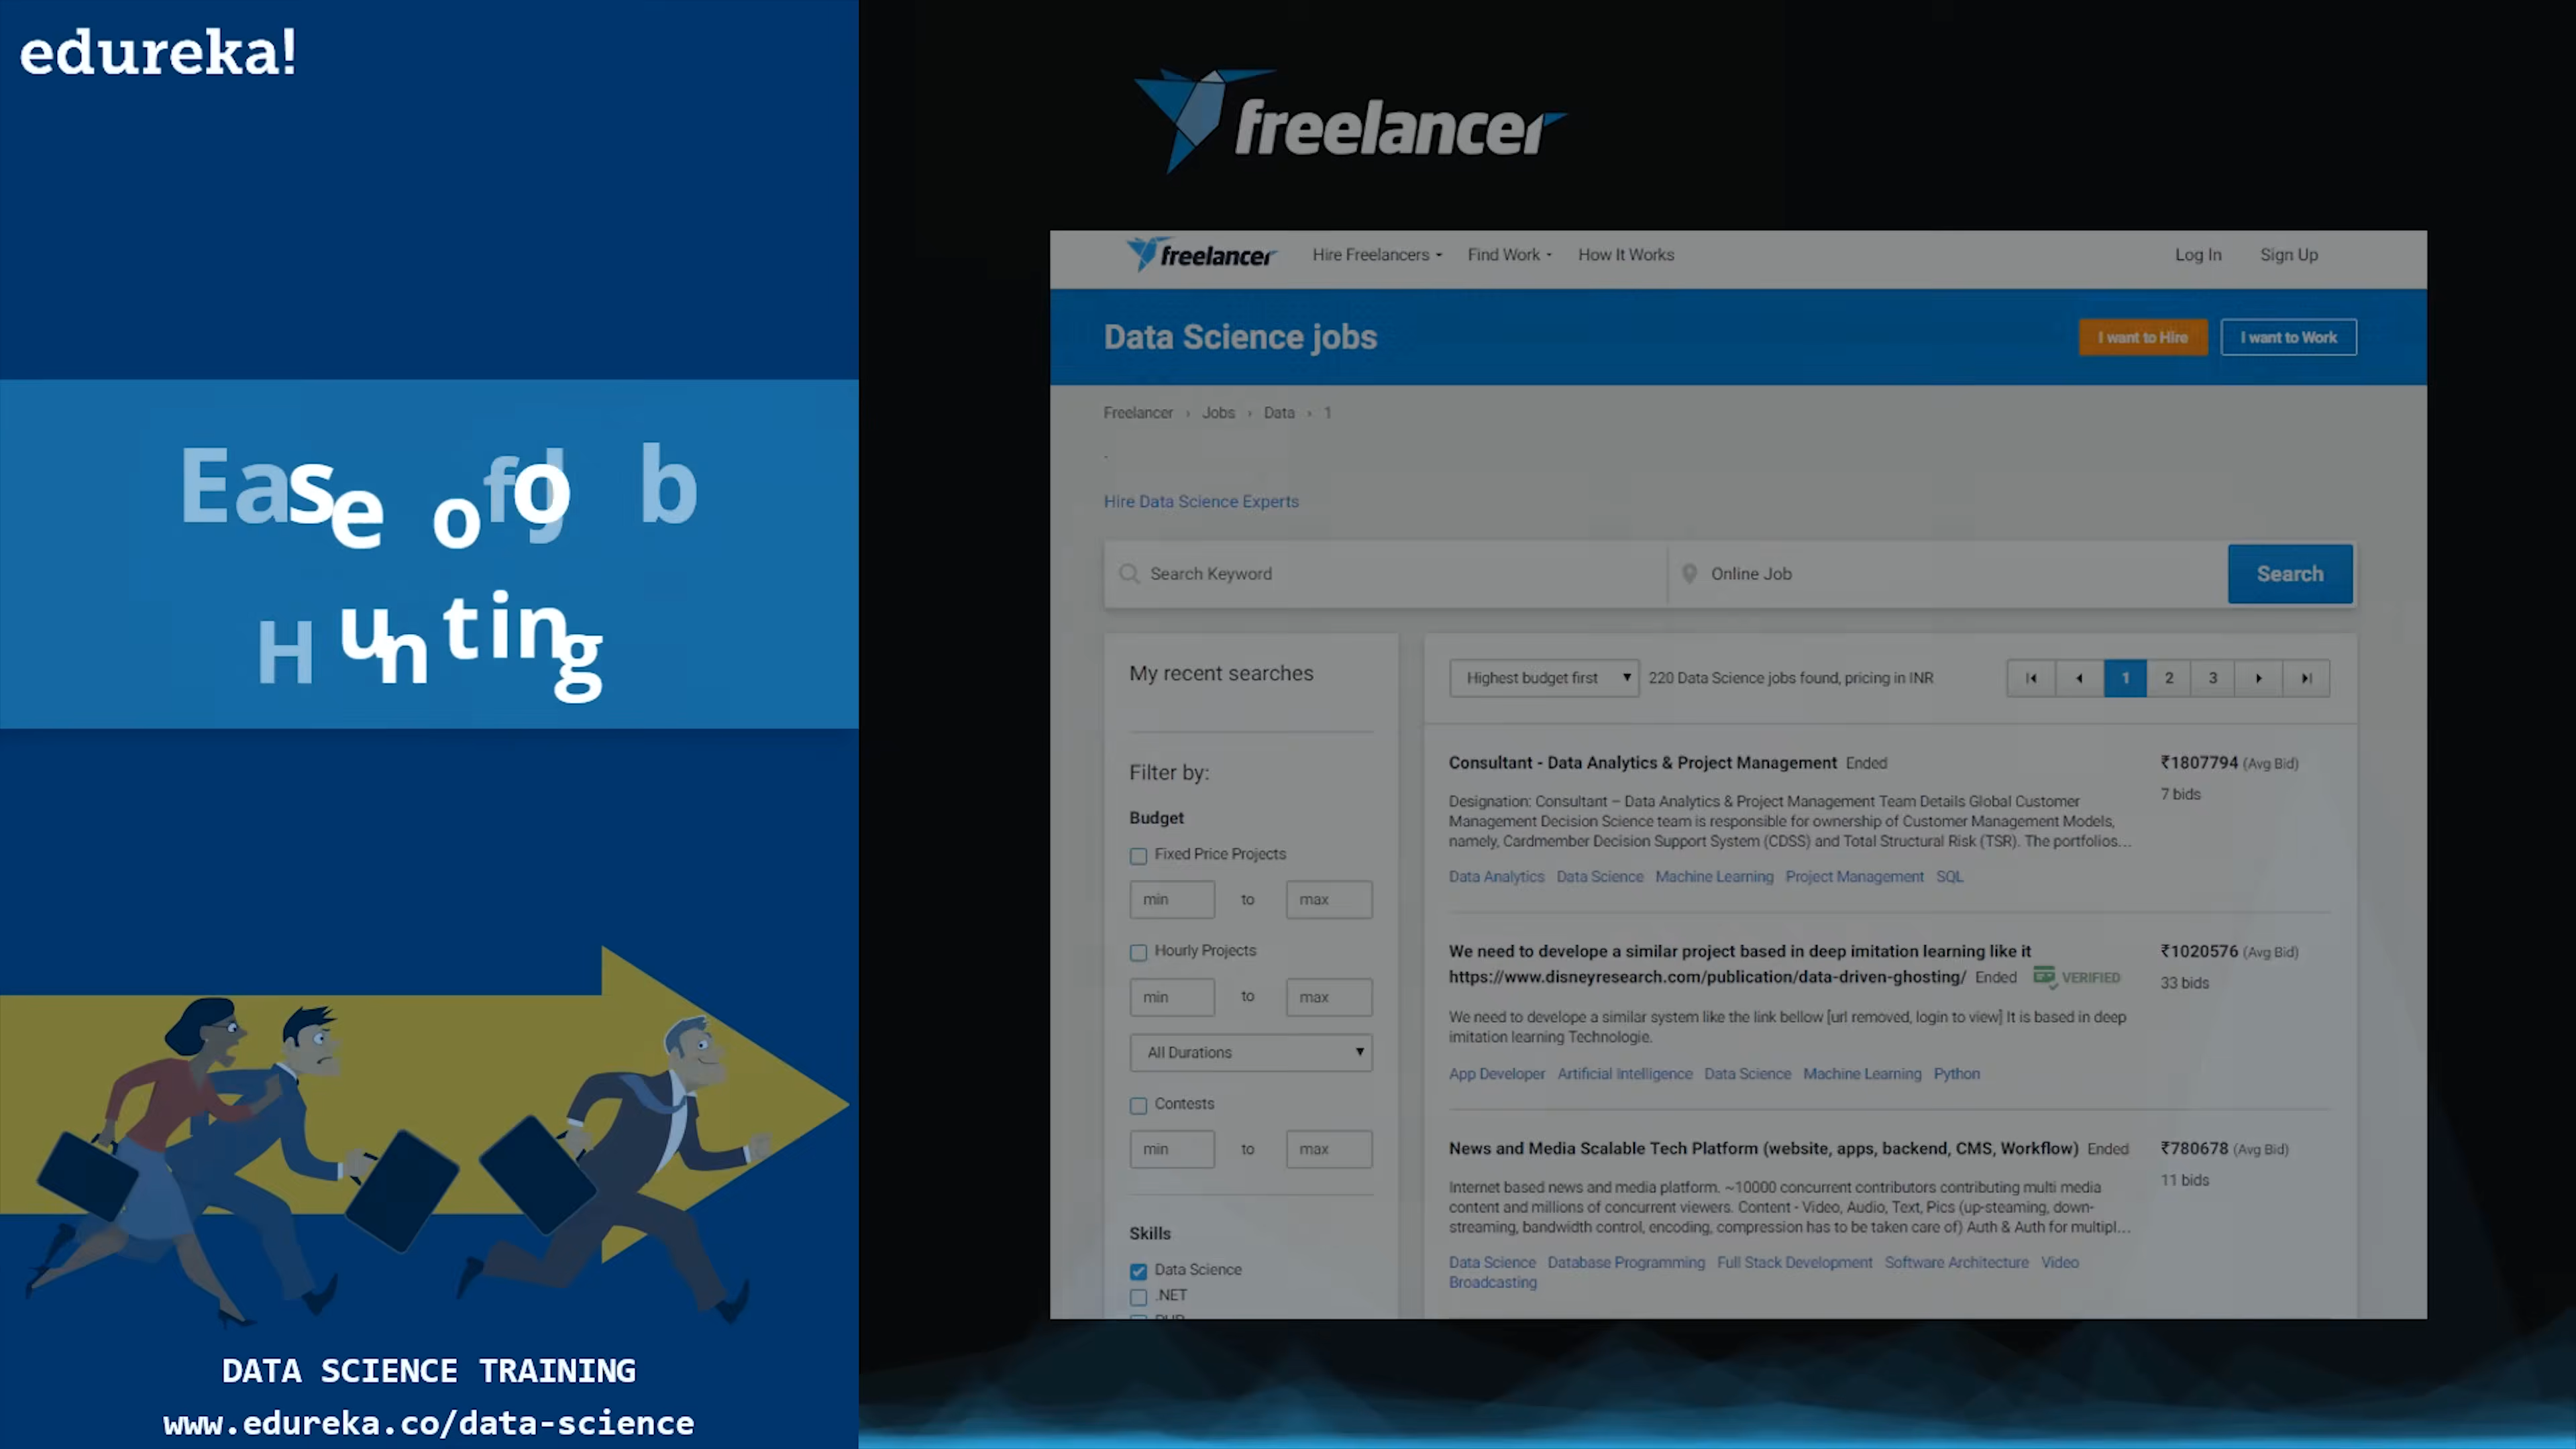 edureka!
Ease of Job
Hunting
DATA SCIENCE TRAINING
www.edureka.co/data-science
freelancer
freelancer Hire Freelancers Find Work How It Works Log In Sign Up
Data Science jobs I want to Hire I want to Work
Freelancer › Jobs › Data › 1
Hire Data Science Experts
Search Keyword Online Job Search
My recent searches
Filter by:
Budget
Fixed Price Projects
min to max
Hourly Projects
min to max
All Durations
Contests
min to max
Skills
Data Science
.NET
Highest budget first 220 Data Science jobs found, pricing in INR 1 2 3
Consultant - Data Analytics & Project Management Ended ₹1807794 (Avg Bid)
7 bids
Designation: Consultant – Data Analytics & Project Management Team Details Global Customer
Management Decision Science team is responsible for ownership of Customer Management Models,
namely, Cardmember Decision Support System (CDSS) and Total Structural Risk (TSR). The portfolios...
Data Analytics Data Science Machine Learning Project Management SQL
We need to develope a similar project based in deep imitation learning like it ₹1020576 (Avg Bid)
https://www.disneyresearch.com/publication/data-driven-ghosting/ Ended VERIFIED 33 bids
We need to develope a similar system like the link bellow [url removed, login to view] It is based in deep
imitation learning Technologie.
App Developer Artificial Intelligence Data Science Machine Learning Python
News and Media Scalable Tech Platform (website, apps, backend, CMS, Workflow) Ended ₹780678 (Avg Bid)
11 bids
Internet based news and media platform. ~10000 concurrent contributors contributing multi media
content and millions of concurrent viewers. Content - Video, Audio, Text, Pics (up-steaming, down-
streaming, bandwidth control, encoding, compression has to be taken care of) Auth & Auth for multipl...
Data Science Database Programming Full Stack Development Software Architecture Video
Broadcasting